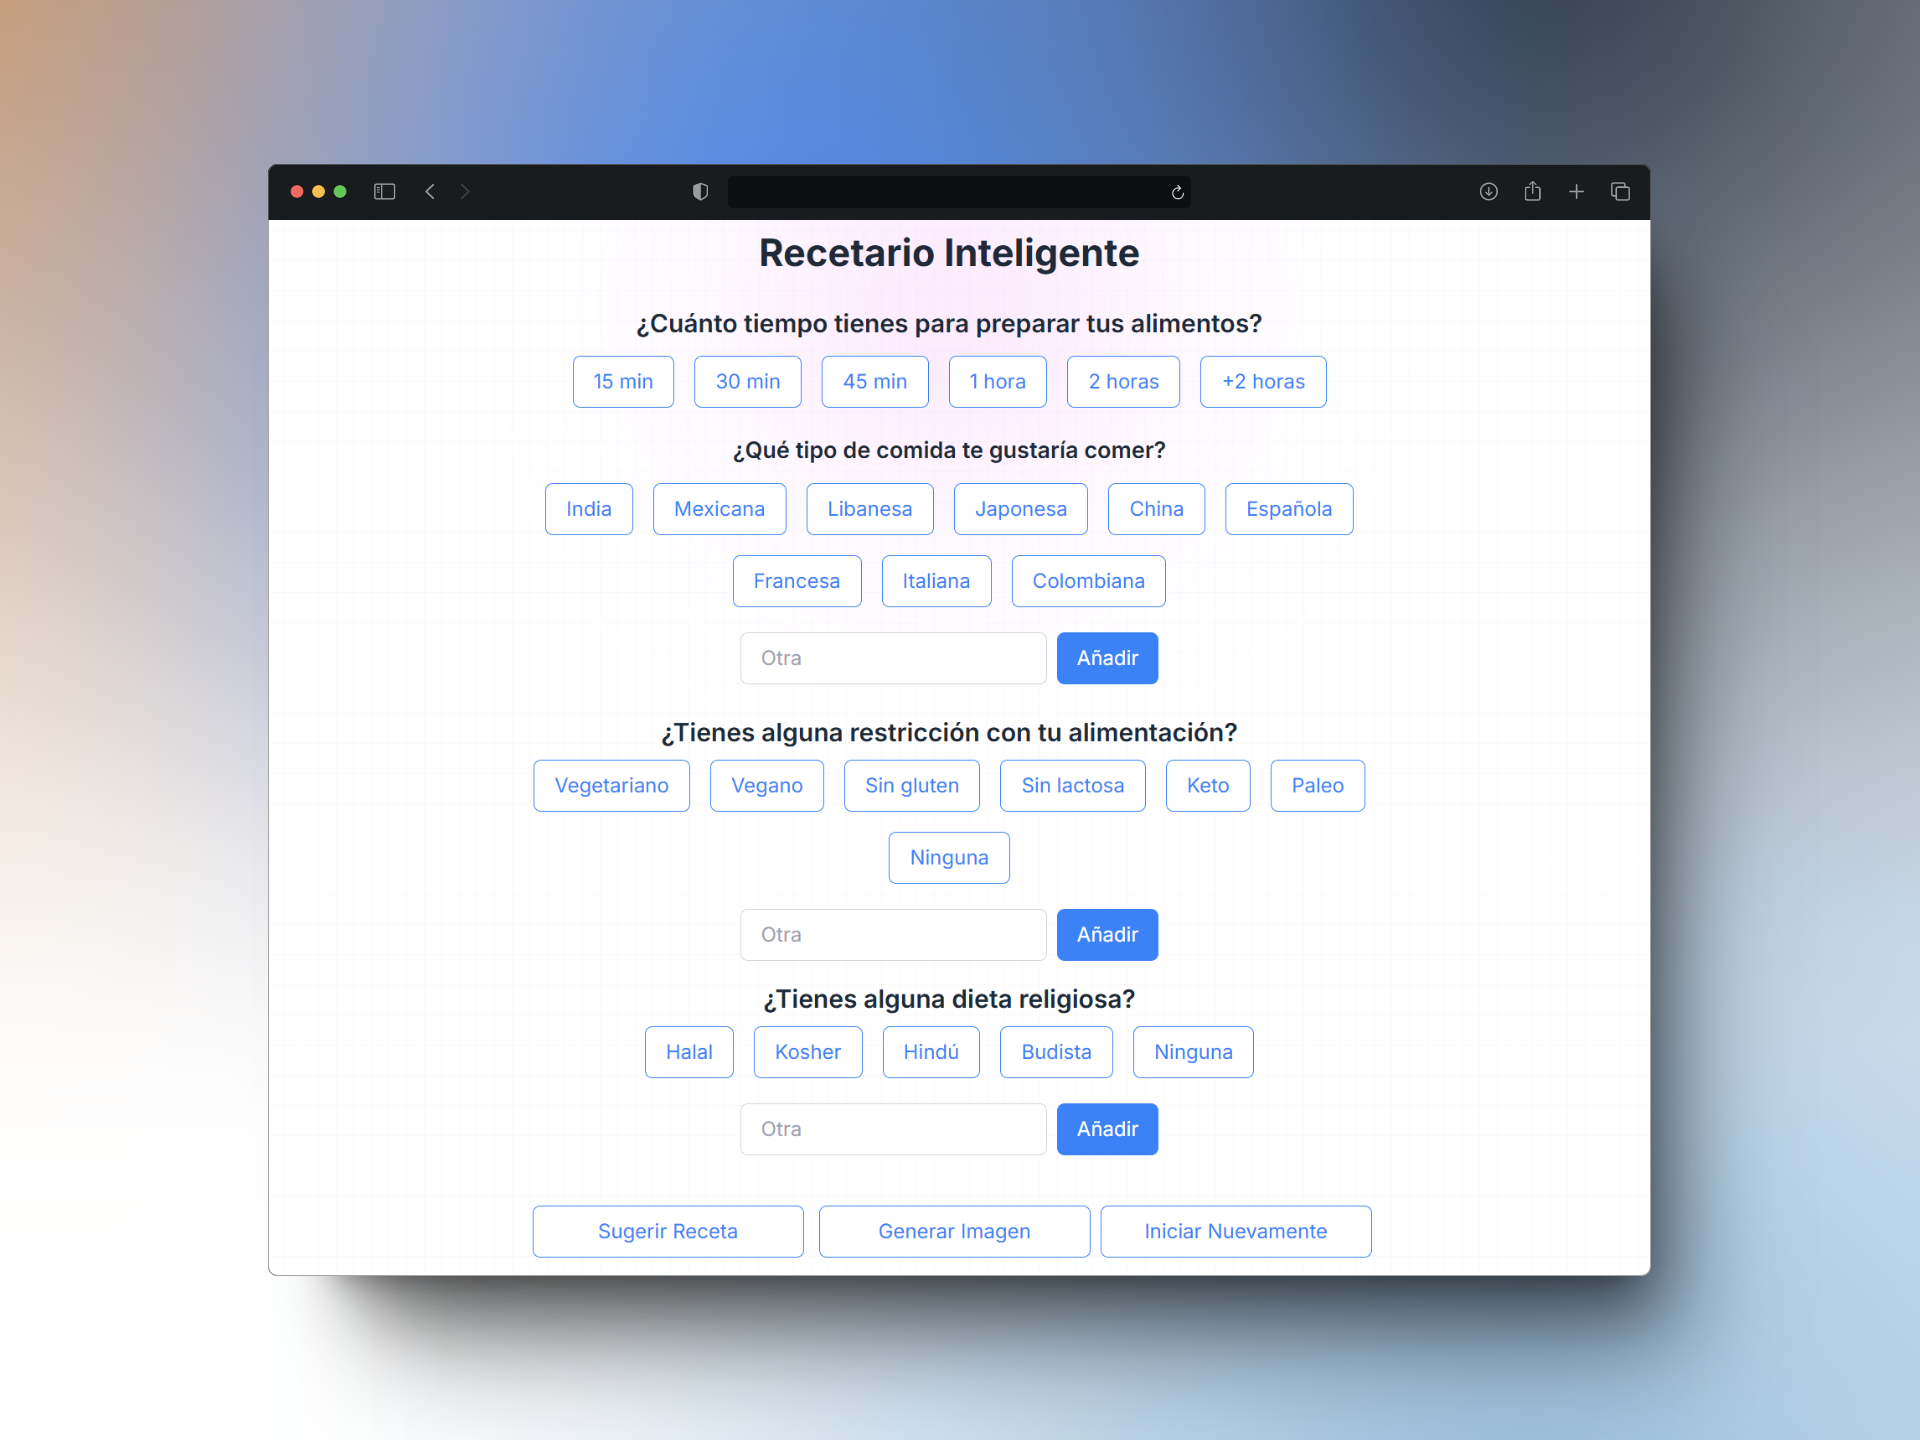 Recetario Inteligente
¿Cuánto tiempo tienes para preparar tus alimentos?
15 min 30 min 45 min 1 hora 2 horas +2 horas
¿Qué tipo de comida te gustaría comer?
India Mexicana Libanesa Japonesa China Española
Francesa Italiana Colombiana
Otra Añadir
¿Tienes alguna restricción con tu alimentación?
Vegetariano Vegano Sin gluten Sin lactosa Keto Paleo
Ninguna
Otra Añadir
¿Tienes alguna dieta religiosa?
Halal Kosher Hindú Budista Ninguna
Otra Añadir
Sugerir Receta Generar Imagen Iniciar Nuevamente